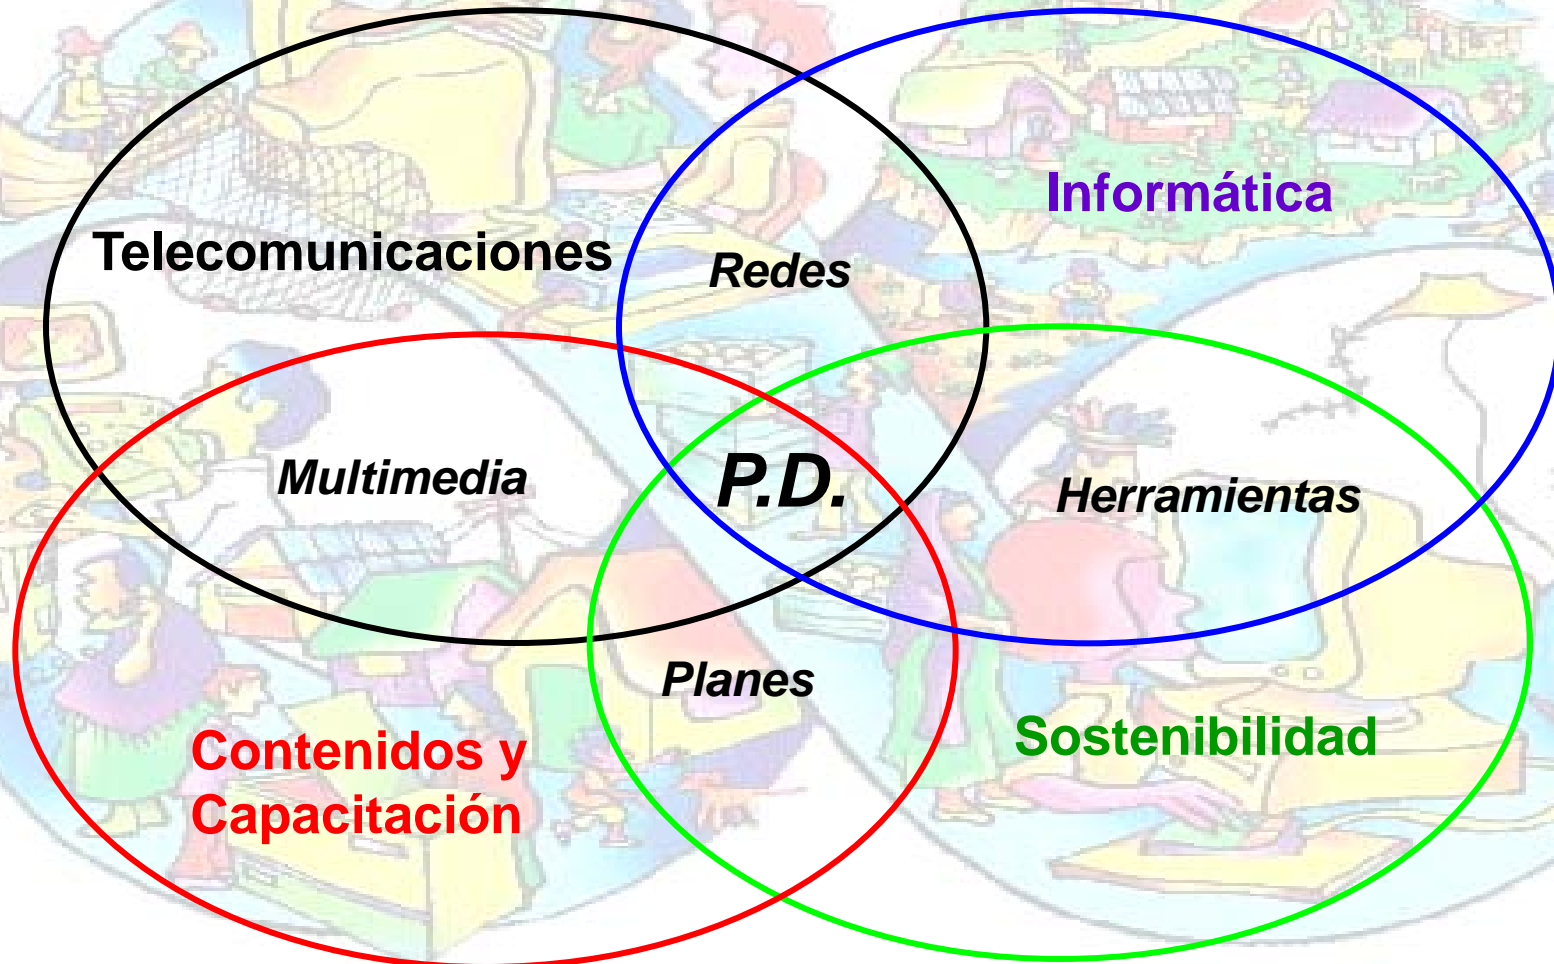 Informática
Telecomunicaciones
Redes
Multimedia
P.D.
Herramientas
Planes
Contenidos y
Capacitación
Sostenibilidad